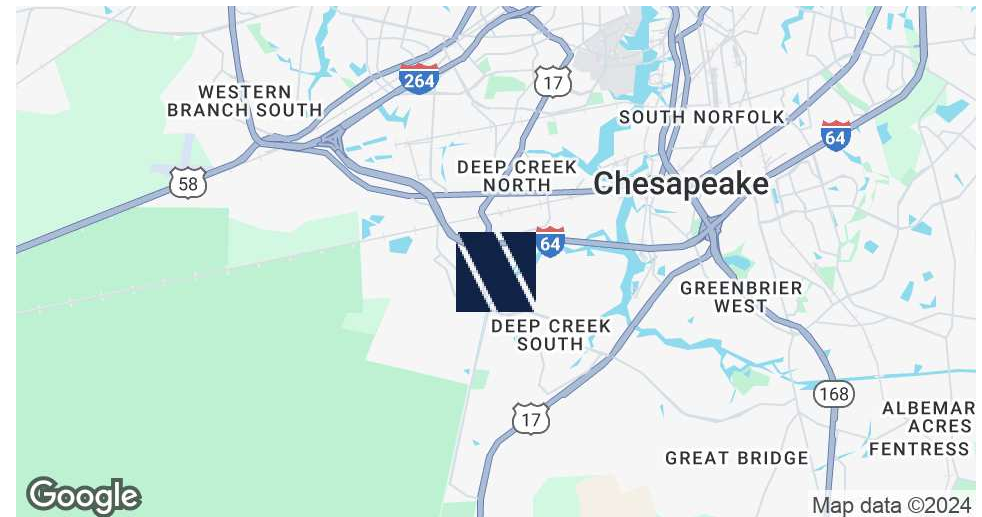 264
17
WESTERN
BRANCH SOUTH
SOUTH NORFOLK
64
DEEP CREEK
NORTH
58
Chesapeake
64
GREENBRIER
WEST
DEEP CREEK
SOUTH
168
17
ALBEMAR
ACRES
FENTRESS
GREAT BRIDGE
Google
Map data ©2024